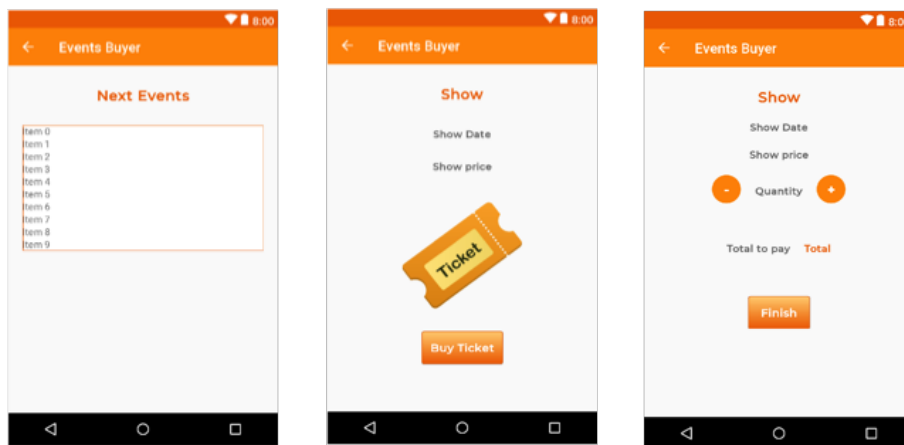 8:00
Events Buyer
Next Events
Item 0
Item 1
Item 2
Item 3
Item 4
Item 5
Item 6
Item 7
Item 8
Item 9
8:00
Events Buyer
Show
Show Date
Show price
Ticket
Buy Ticket
8:00
Events Buyer
Show
Show Date
Show price
- Quantity +
Total to pay Total
Finish